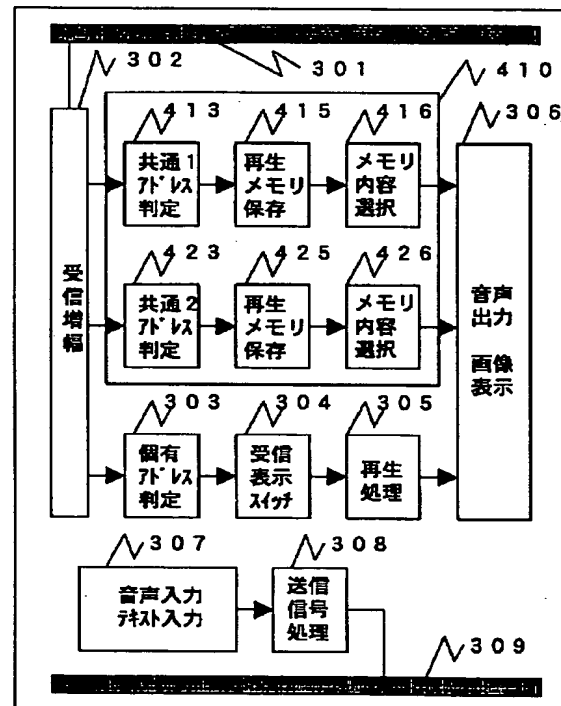 302
301
410
306
413
415
416
共通1
アドレス
判定
再生
メモリ
保存
メモリ
内容
選択
423
425
426
共通2
アドレス
判定
再生
メモリ
保存
メモリ
内容
選択
受信増幅
音声
出力
画像
表示
303
304
305
個有
アドレス
判定
受信
表示
スイッチ
再生
処理
307
308
音声入力
テキスト入力
送信
信号
処理
309